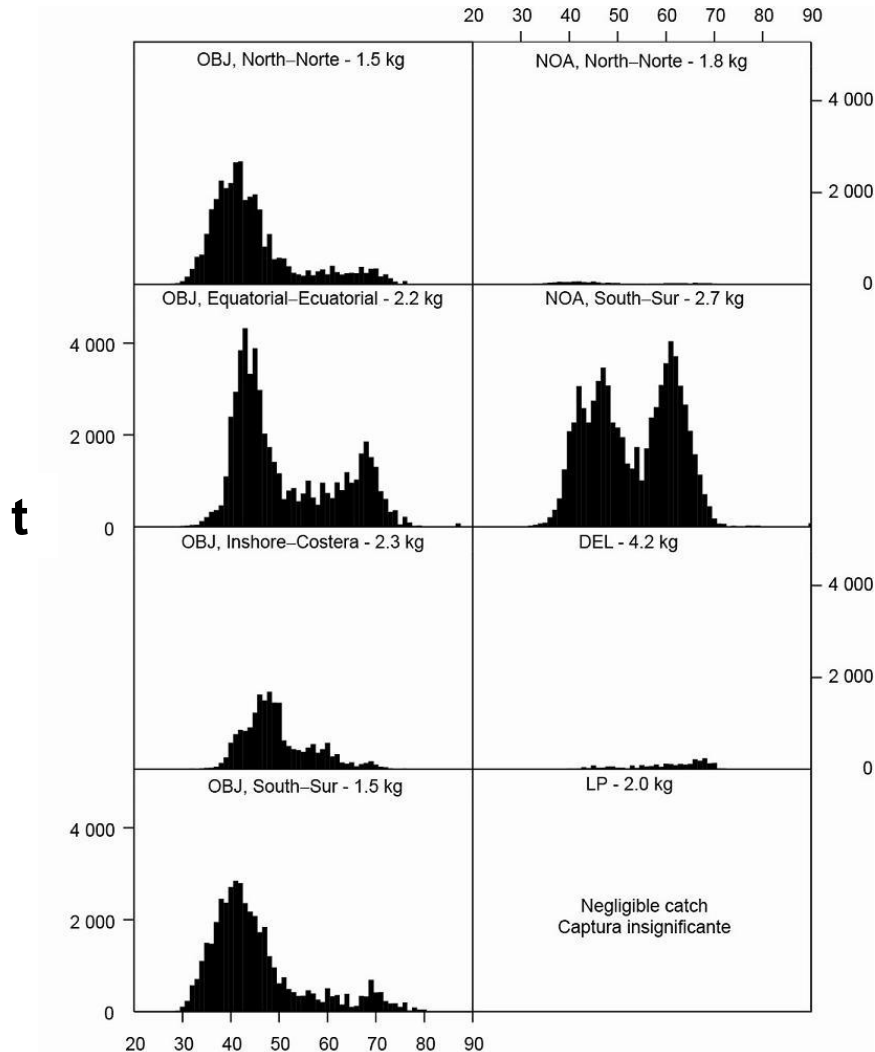 20 30 40 50 60 70 80 90
OBJ, North–Norte - 1.5 kg
NOA, North–Norte - 1.8 kg
4 000
2 000
0
OBJ, Equatorial–Ecuatorial - 2.2 kg
NOA, South–Sur - 2.7 kg
4 000
2 000
0
t
OBJ, Inshore–Costera - 2.3 kg
DEL - 4.2 kg
4 000
2 000
0
OBJ, South–Sur - 1.5 kg
LP - 2.0 kg
4 000
2 000
0
Negligible catch
Captura insignificante
20 30 40 50 60 70 80 90